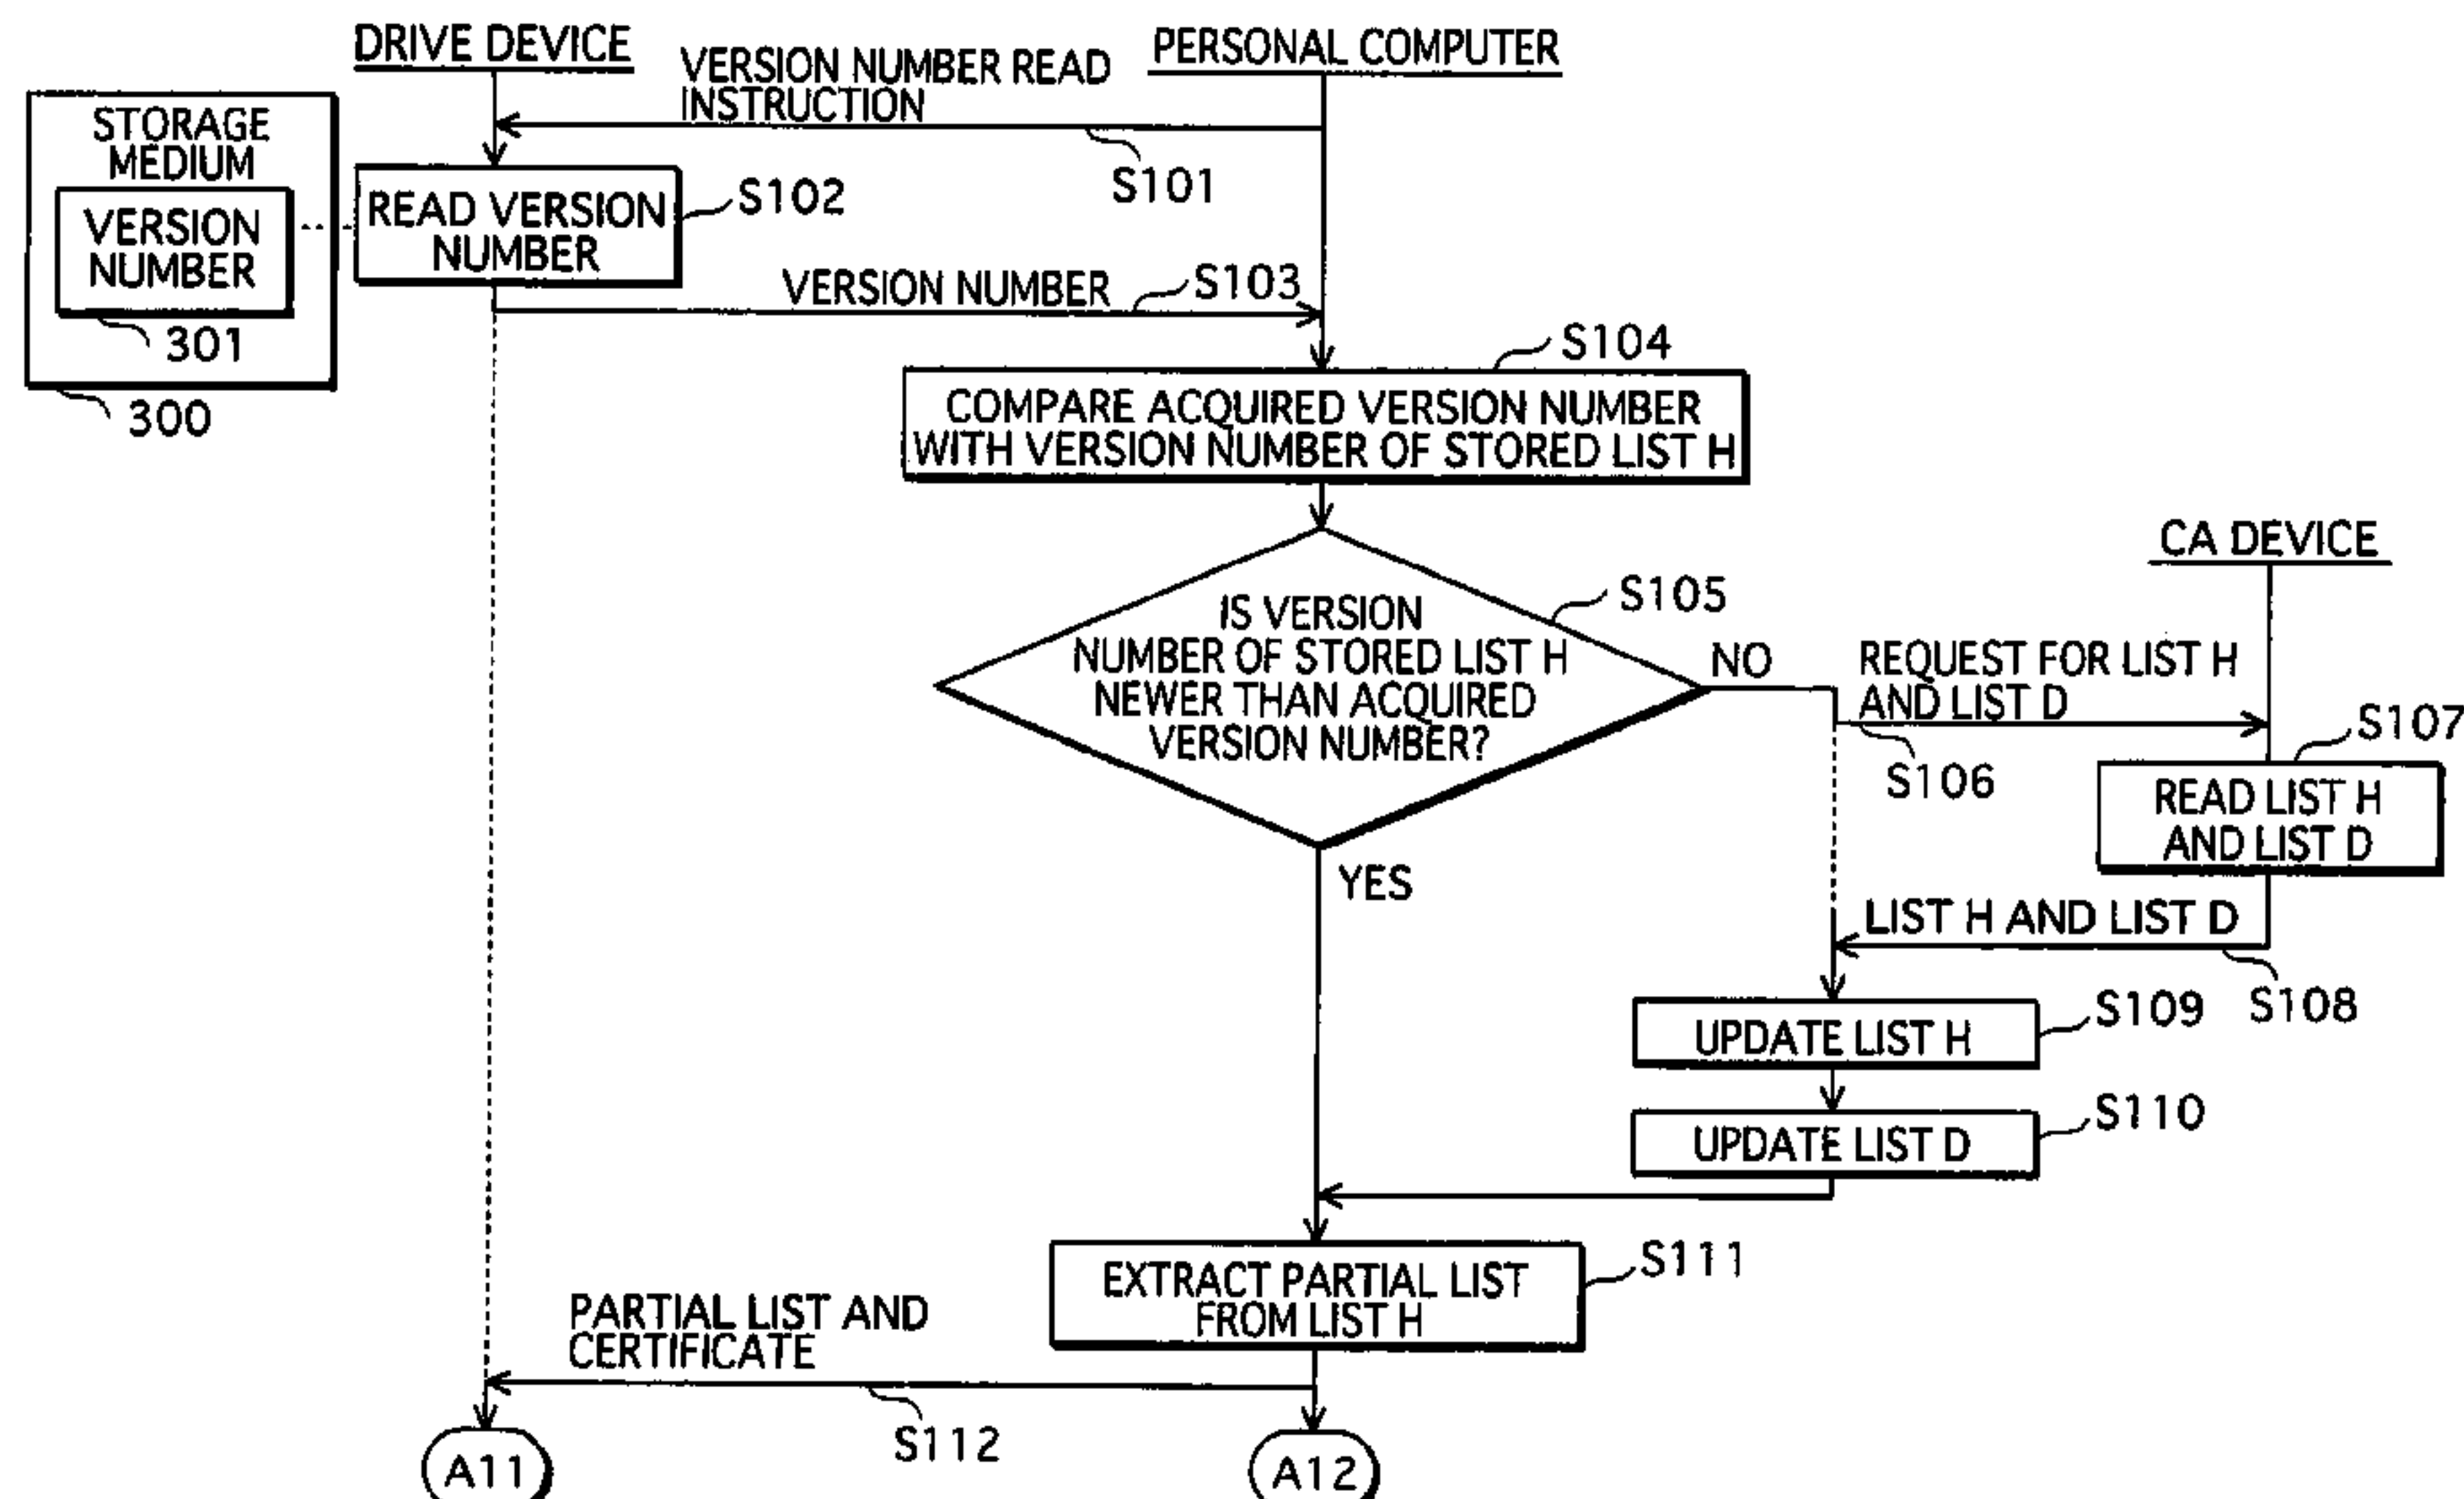 DRIVE DEVICE
PERSONAL COMPUTER
VERSION NUMBER READ
INSTRUCTION
S101
STORAGE
MEDIUM
VERSION
NUMBER
301
300
READ VERSION
NUMBER
S102
VERSION NUMBER
S103
S104
COMPARE ACQUIRED VERSION NUMBER
WITH VERSION NUMBER OF STORED LIST H
CA DEVICE
S105
IS VERSION
NUMBER OF STORED LIST H
NEWER THAN ACQUIRED
VERSION NUMBER?
NO
REQUEST FOR LIST H
AND LIST D
S106
S107
READ LIST H
AND LIST D
YES
LIST H AND LIST D
S108
UPDATE LIST H
S109
UPDATE LIST D
S110
EXTRACT PARTIAL LIST
FROM LIST H
S111
PARTIAL LIST AND
CERTIFICATE
S112
A11
A12